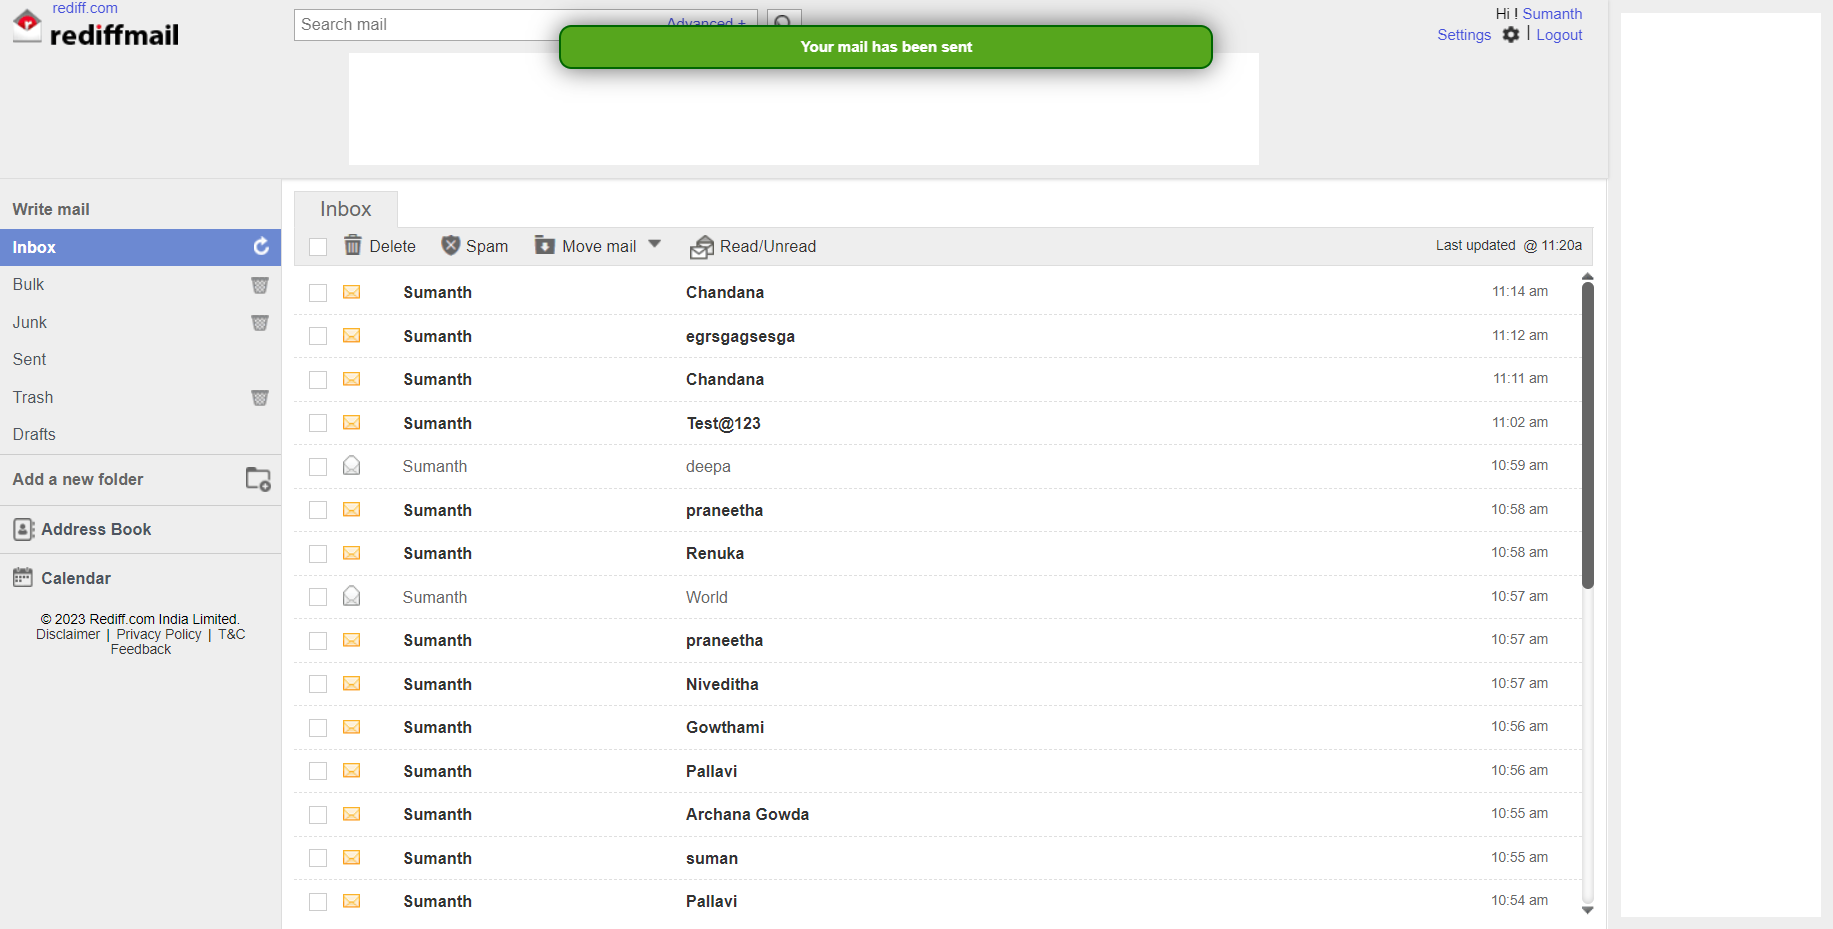 rediff.com
rediffmail
Search mail
Advanced +
Your mail has been sent
Hi ! Sumanth
Settings | Logout
Write mail
Inbox
Bulk
Junk
Sent
Trash
Drafts
Add a new folder
Address Book
Calendar
© 2023 Rediff.com India Limited.
Disclaimer | Privacy Policy | T&C
Feedback
Inbox
Delete Spam Move mail Read/Unread Last updated @ 11:20a
Sumanth Chandana 11:14 am
Sumanth egrsgagsesga 11:12 am
Sumanth Chandana 11:11 am
Sumanth Test@123 11:02 am
Sumanth deepa 10:59 am
Sumanth praneetha 10:58 am
Sumanth Renuka 10:58 am
Sumanth World 10:57 am
Sumanth praneetha 10:57 am
Sumanth Niveditha 10:57 am
Sumanth Gowthami 10:56 am
Sumanth Pallavi 10:56 am
Sumanth Archana Gowda 10:55 am
Sumanth suman 10:55 am
Sumanth Pallavi 10:54 am